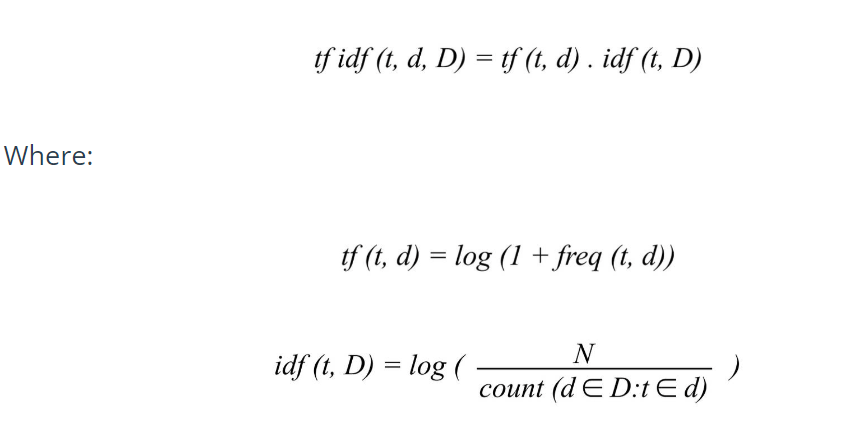 tf idf (t, d, D) = tf (t, d) . idf (t, D)
Where:
tf (t, d) = log (1 + freq (t, d))
idf (t, D) = log ( N / count (d ∈ D:t ∈ d) )